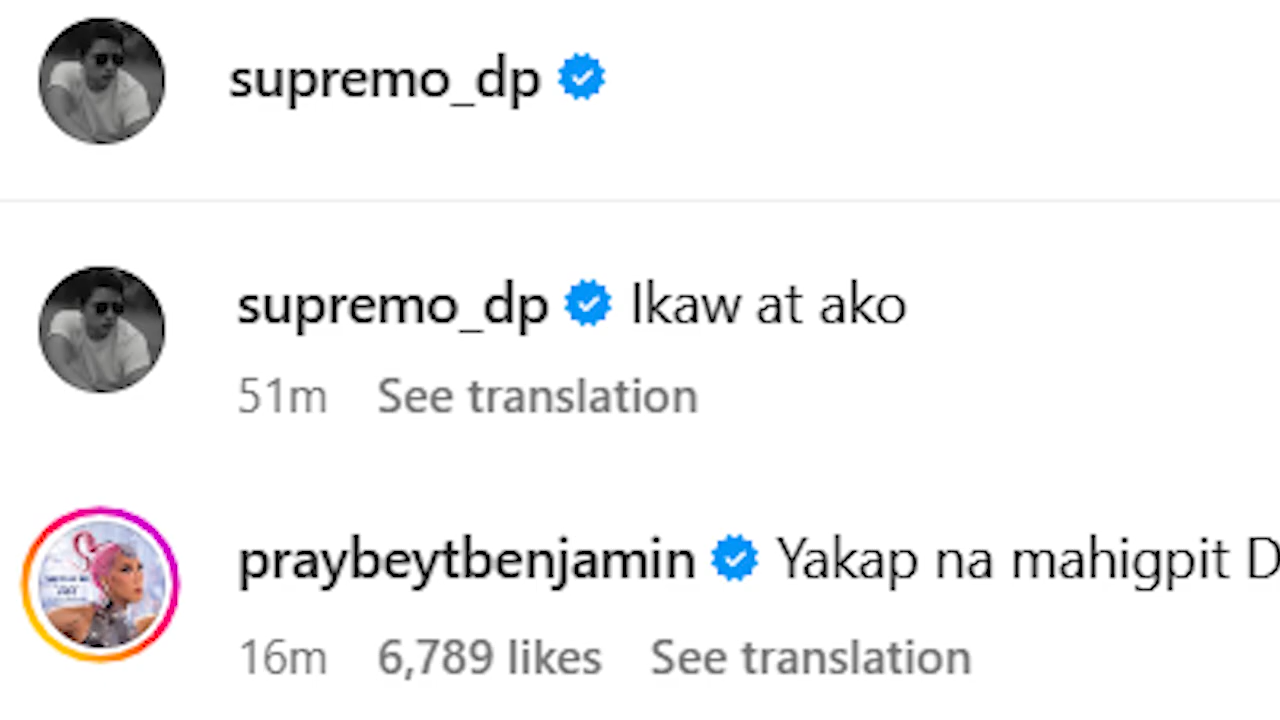 supremo_dp
supremo_dp Ikaw at ako
51m See translation
praybeytbenjamin Yakap na mahigpit D
16m 6,789 likes See translation